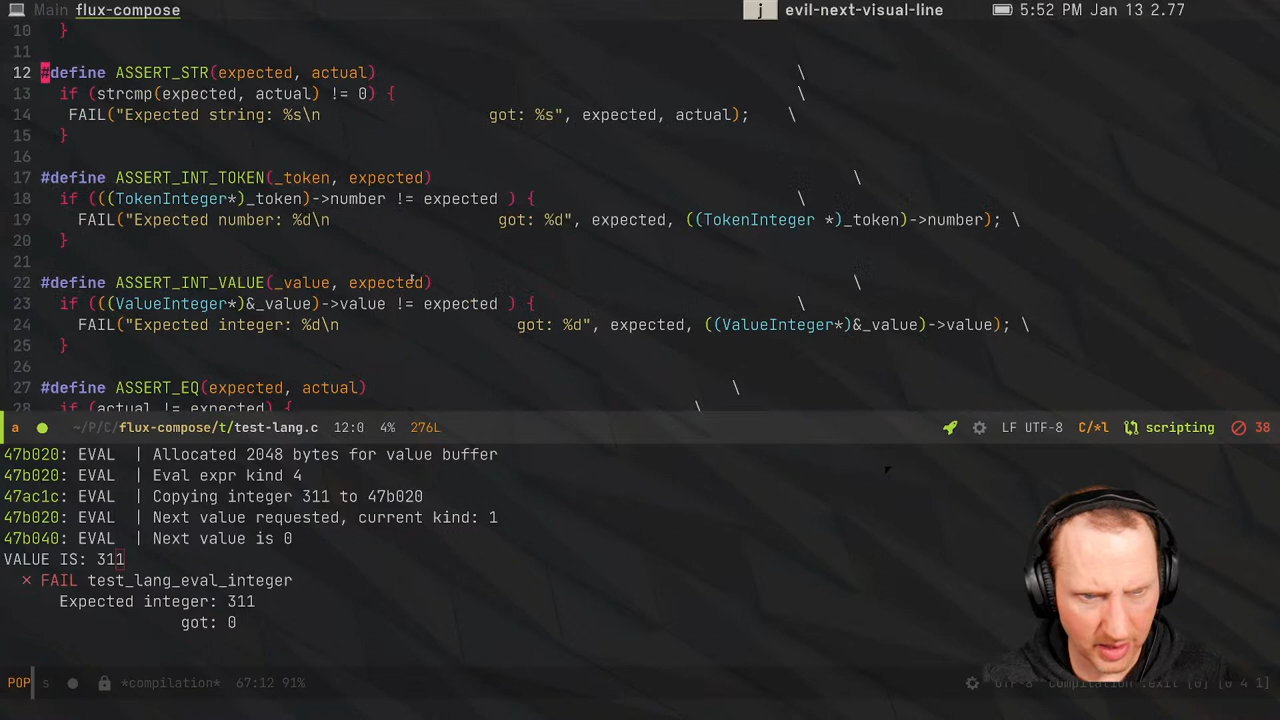 Main flux-compose j evil-next-visual-line 5:52 PM Jan 13 2.77
10 }
11
12 #define ASSERT_STR(expected, actual) \
13 if (strcmp(expected, actual) != 0) { \
14 FAIL("Expected string: %s\n got: %s", expected, actual); \
15 }
16
17 #define ASSERT_INT_TOKEN(_token, expected) \
18 if (((TokenInteger*)_token)->number != expected ) { \
19 FAIL("Expected number: %d\n got: %d", expected, ((TokenInteger *)_token)->number); \
20 }
21
22 #define ASSERT_INT_VALUE(_value, expected) \
23 if (((ValueInteger*)&_value)->value != expected ) { \
24 FAIL("Expected integer: %d\n got: %d", expected, ((ValueInteger*)&_value)->value); \
25 }
26
27 #define ASSERT_EQ(expected, actual) \
28 if (actual != expected) { \
a ~/P/C/flux-compose/t/test-lang.c 12:0 4% 276L LF UTF-8 C/*l scripting 38
47b020: EVAL | Allocated 2048 bytes for value buffer
47b020: EVAL | Eval expr kind 4
47ac1c: EVAL | Copying integer 311 to 47b020
47b020: EVAL | Next value requested, current kind: 1
47b040: EVAL | Next value is 0
VALUE IS: 311
× FAIL test_lang_eval_integer
Expected integer: 311
got: 0
POP s *compilation* 67:12 91% UTF-8 compilation :exit [0] [0 4 1]